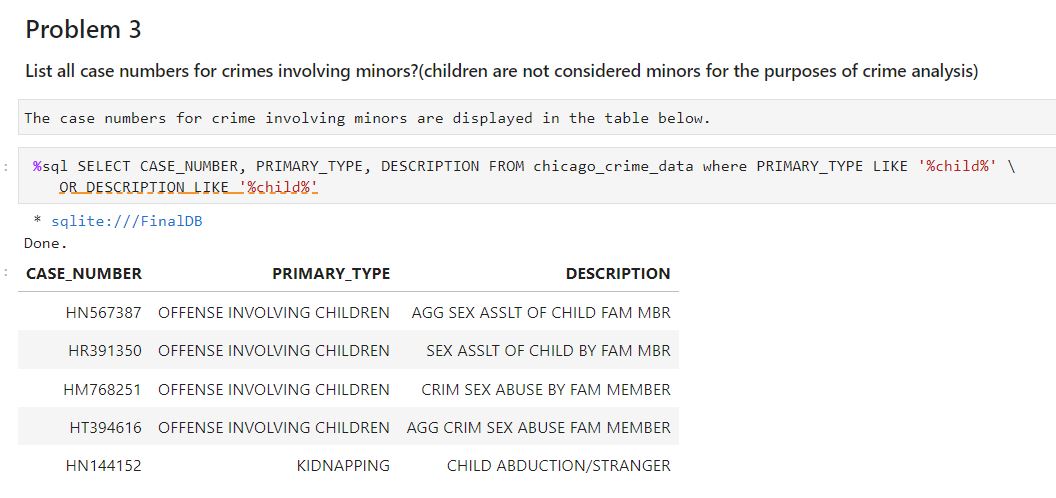 Problem 3
List all case numbers for crimes involving minors?(children are not considered minors for the purposes of crime analysis)
The case numbers for crime involving minors are displayed in the table below.
: %sql SELECT CASE_NUMBER, PRIMARY_TYPE, DESCRIPTION FROM chicago_crime_data where PRIMARY_TYPE LIKE '%child%' \
OR DESCRIPTION LIKE '%child%'
* sqlite:///FinalDB
Done.
: CASE_NUMBER PRIMARY_TYPE DESCRIPTION
HN567387 OFFENSE INVOLVING CHILDREN AGG SEX ASSLT OF CHILD FAM MBR
HR391350 OFFENSE INVOLVING CHILDREN SEX ASSLT OF CHILD BY FAM MBR
HM768251 OFFENSE INVOLVING CHILDREN CRIM SEX ABUSE BY FAM MEMBER
HT394616 OFFENSE INVOLVING CHILDREN AGG CRIM SEX ABUSE FAM MEMBER
HN144152 KIDNAPPING CHILD ABDUCTION/STRANGER